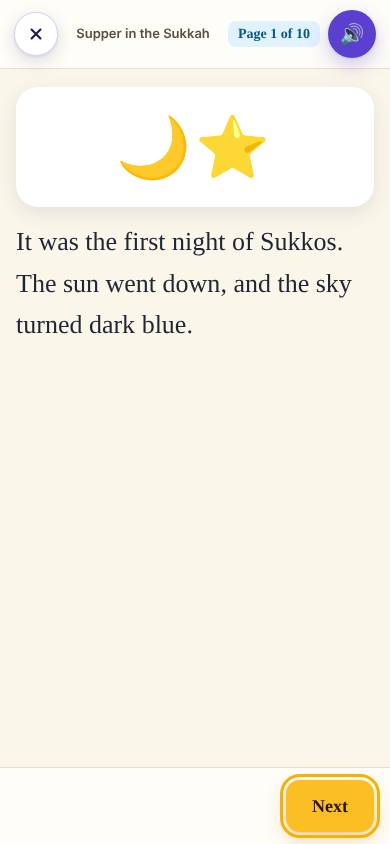 Supper in the Sukkah
Page 1 of 10
It was the first night of Sukkos.
The sun went down, and the sky
turned dark blue.
Next